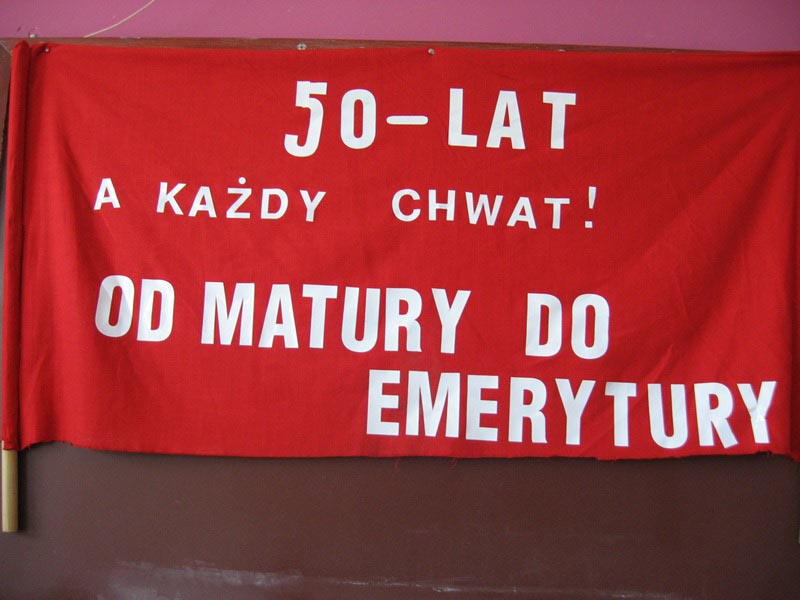 50-LAT
A KAŻDY CHWAT!
OD MATURY DO
EMERYTURY